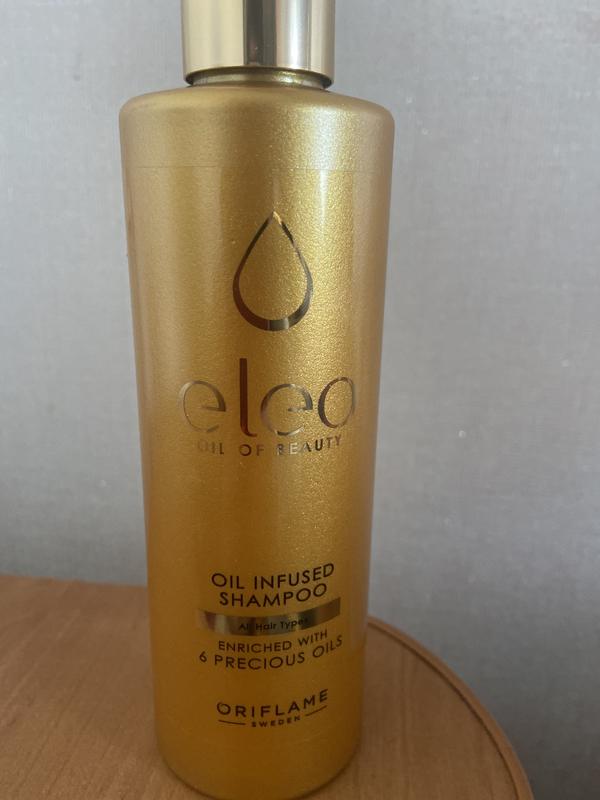 eleo
OIL OF BEAUTY
OIL INFUSED
SHAMPOO
All Hair Types
ENRICHED WITH
6 PRECIOUS OILS
ORIFLAME
SWEDEN